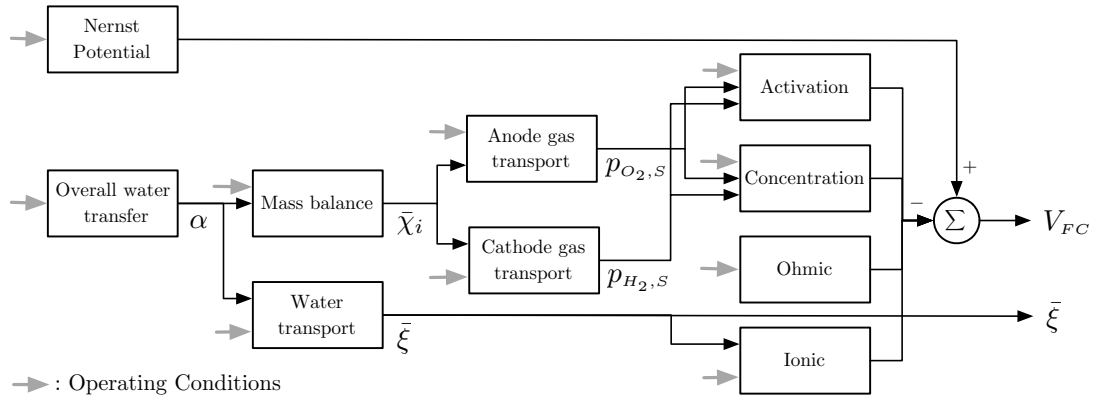 Nernst
Potential
Activation
Anode gas
transport
p_{O_2,S}
Concentration
+
−
Overall water
transfer
α
Mass balance
χ̄_i
Σ
V_{FC}
Cathode gas
transport
p_{H_2,S}
Ohmic
Water
transport
ξ̄
ξ̄
Ionic
: Operating Conditions